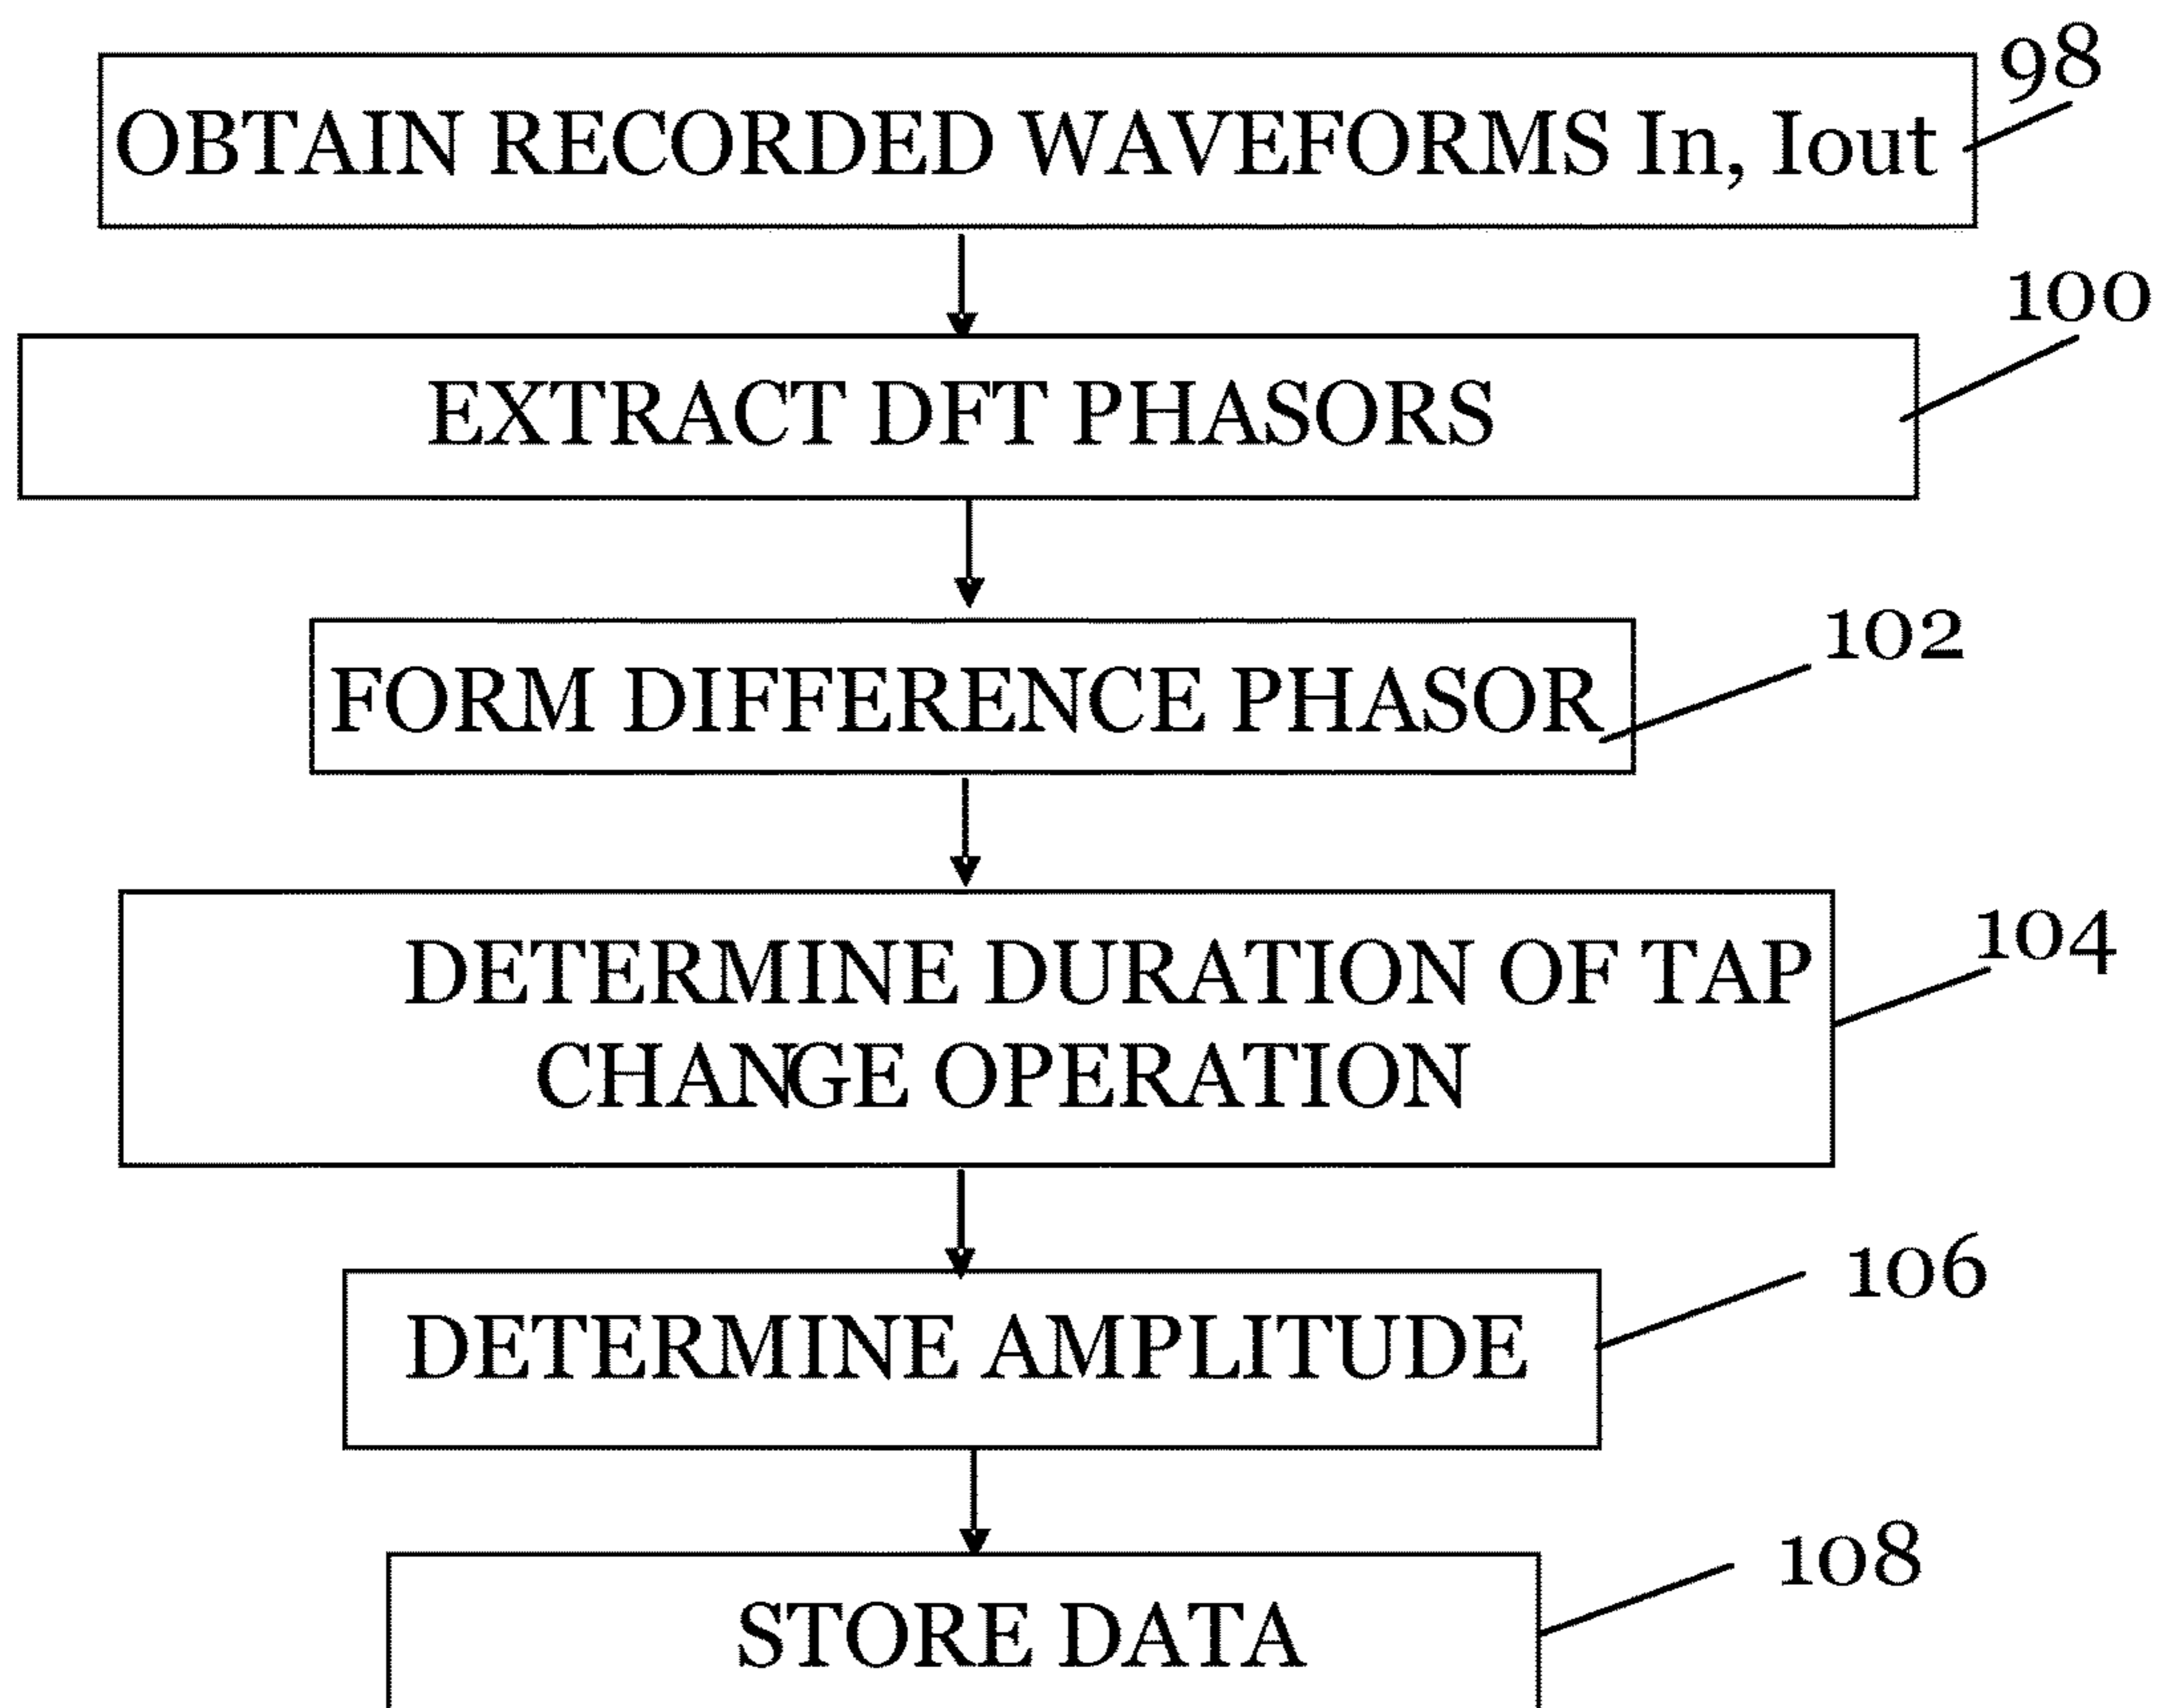 98
OBTAIN RECORDED WAVEFORMS In, Iout
100
EXTRACT DFT PHASORS
102
FORM DIFFERENCE PHASOR
104
DETERMINE DURATION OF TAP
CHANGE OPERATION
106
DETERMINE AMPLITUDE
108
STORE DATA